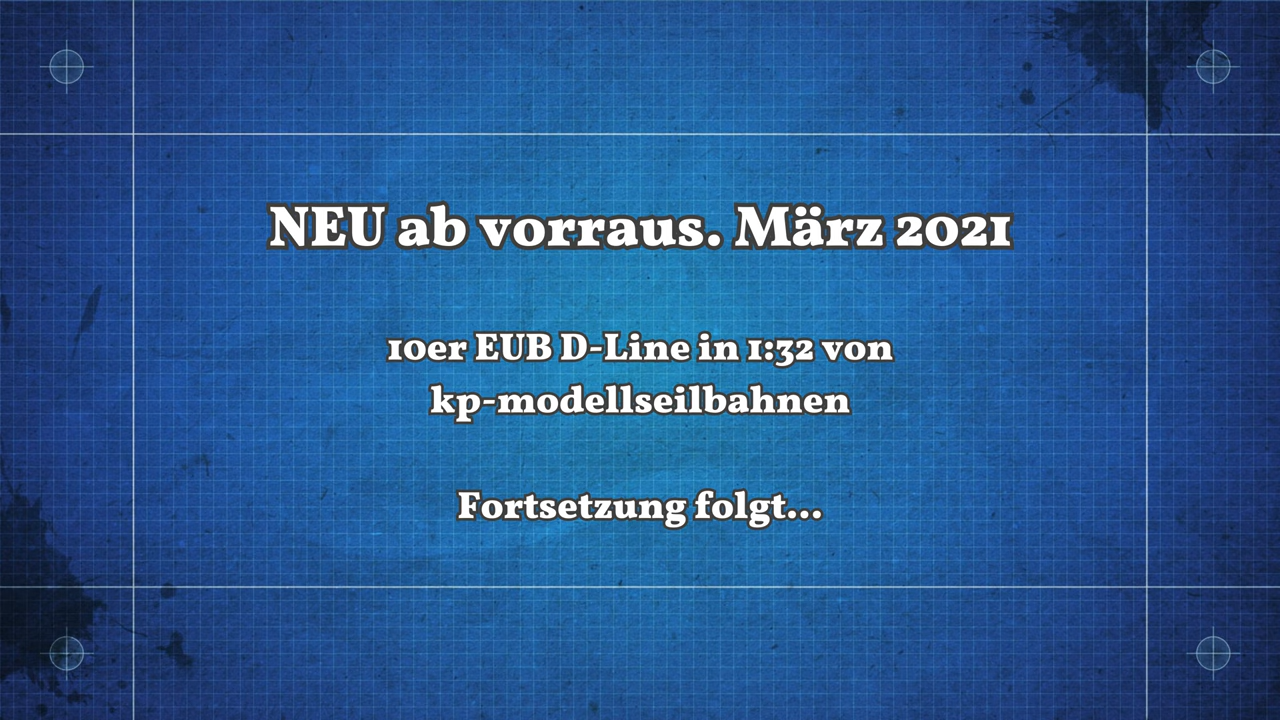 NEU ab vorraus. März 2021
10er EUB D-Line in 1:32 von
kp-modellseilbahnen
Fortsetzung folgt...